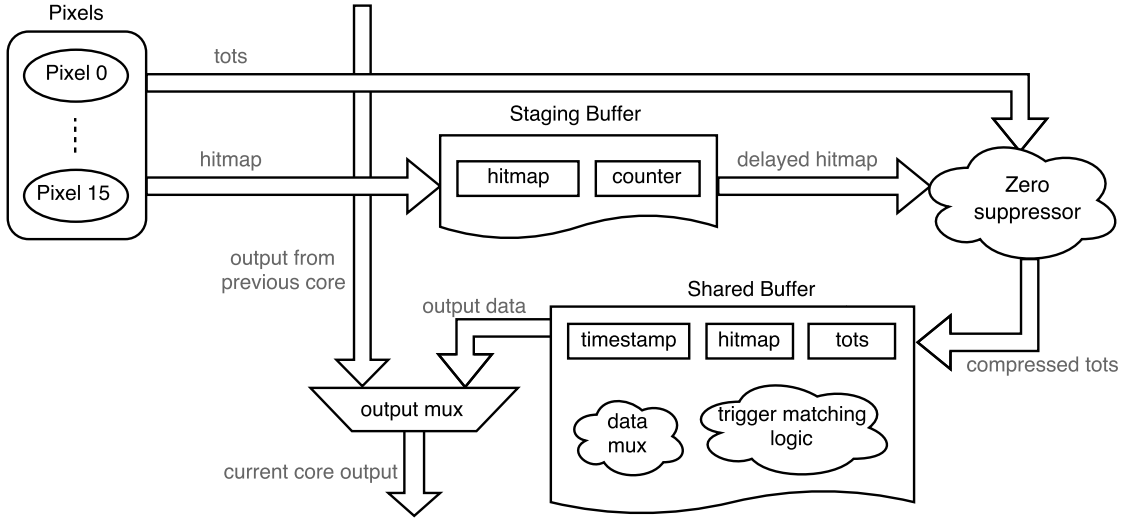 Pixels
Pixel 0
Pixel 15
tots
hitmap
Staging Buffer
hitmap
counter
delayed hitmap
Zero
suppressor
output from
previous core
output data
Shared Buffer
timestamp
hitmap
tots
compressed tots
data
mux
trigger matching
logic
output mux
current core output